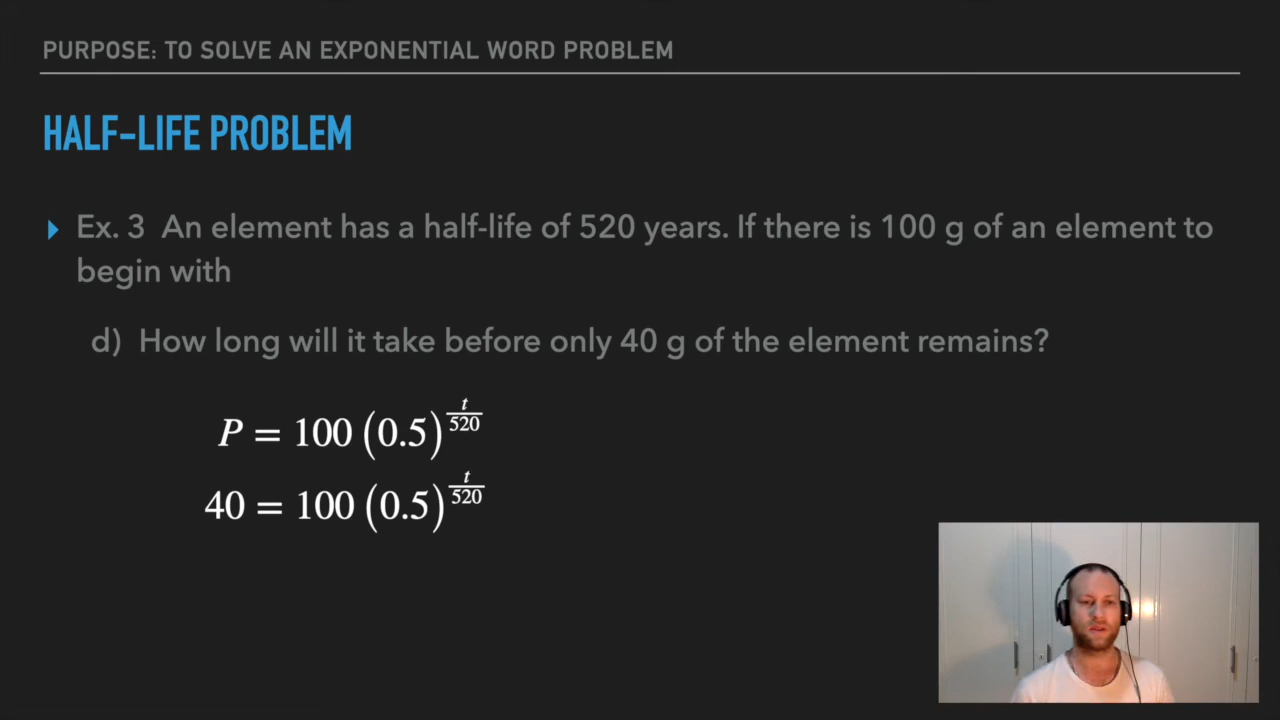 PURPOSE: TO SOLVE AN EXPONENTIAL WORD PROBLEM
HALF-LIFE PROBLEM
Ex. 3 An element has a half-life of 520 years. If there is 100 g of an element to
begin with
d) How long will it take before only 40 g of the element remains?
P = 100 (0.5)^(t/520)
40 = 100 (0.5)^(t/520)